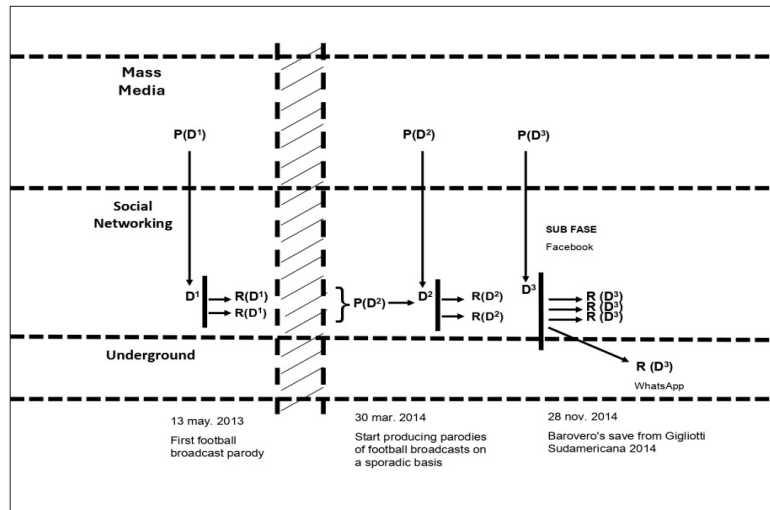 Mass
Media
P(D¹) P(D²) P(D³)
Social
Networking
SUB FASE
Facebook
D¹ R(D¹) } P(D²) D² R(D²) D³ R (D³)
R(D¹) R(D²) R (D³)
R (D³)
Underground
R (D³)
WhatsApp
13 may. 2013
First football
broadcast parody
30 mar. 2014
Start producing parodies
of football broadcasts on
a sporadic basis
28 nov. 2014
Barovero's save from Gigliotti
Sudamericana 2014